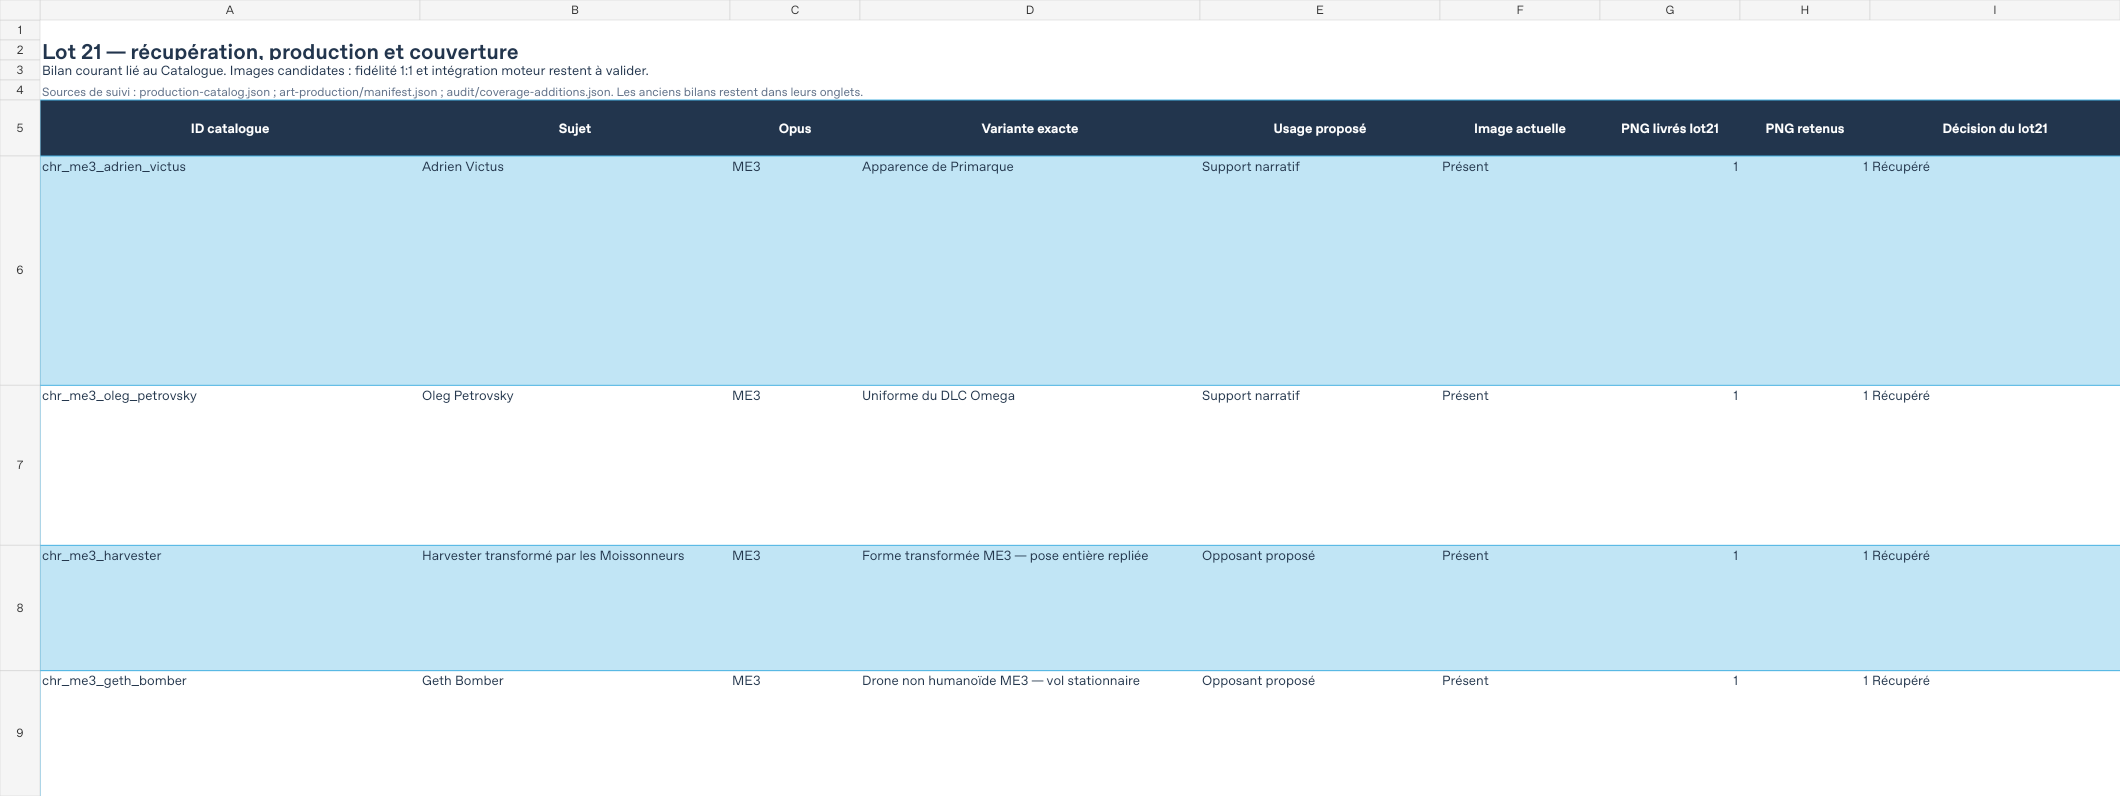 A B C D E F G H I
1
2 Lot 21 — récupération, production et couverture
3 Bilan courant lié au Catalogue. Images candidates : fidélité 1:1 et intégration moteur restent à valider.
4 Sources de suivi : production-catalog.json ; art-production/manifest.json ; audit/coverage-additions.json. Les anciens bilans restent dans leurs onglets.
5 ID catalogue Sujet Opus Variante exacte Usage proposé Image actuelle PNG livrés lot21 PNG retenus Décision du lot21
6 chr_me3_adrien_victus Adrien Victus ME3 Apparence de Primarque Support narratif Présent 1 1 Récupéré
7 chr_me3_oleg_petrovsky Oleg Petrovsky ME3 Uniforme du DLC Omega Support narratif Présent 1 1 Récupéré
8 chr_me3_harvester Harvester transformé par les Moissonneurs ME3 Forme transformée ME3 — pose entière repliée Opposant proposé Présent 1 1 Récupéré
9 chr_me3_geth_bomber Geth Bomber ME3 Drone non humanoïde ME3 — vol stationnaire Opposant proposé Présent 1 1 Récupéré